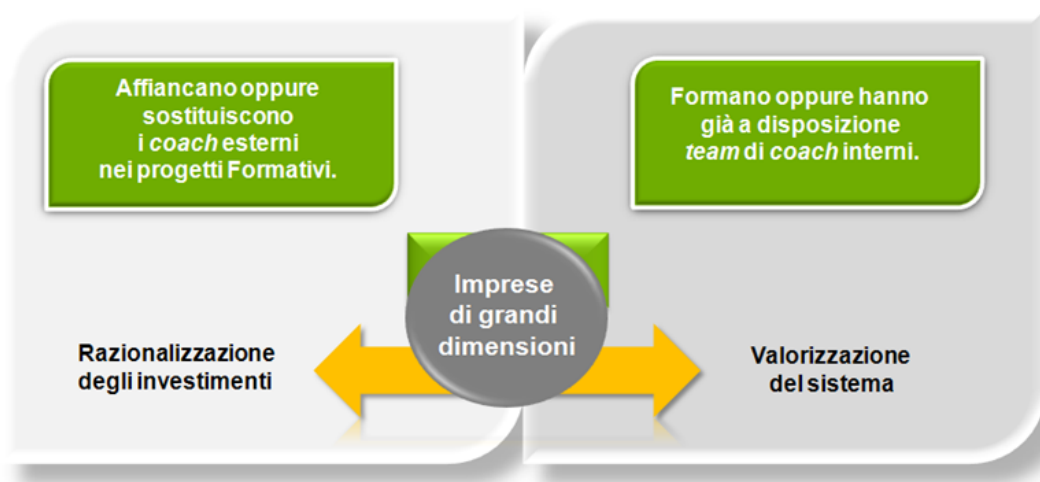 Affiancano oppure
sostituiscono
i coach esterni
nei progetti Formativi.
Formano oppure hanno
già a disposizione
team di coach interni.
Imprese
di grandi
dimensioni
Razionalizzazione
degli investimenti
Valorizzazione
del sistema